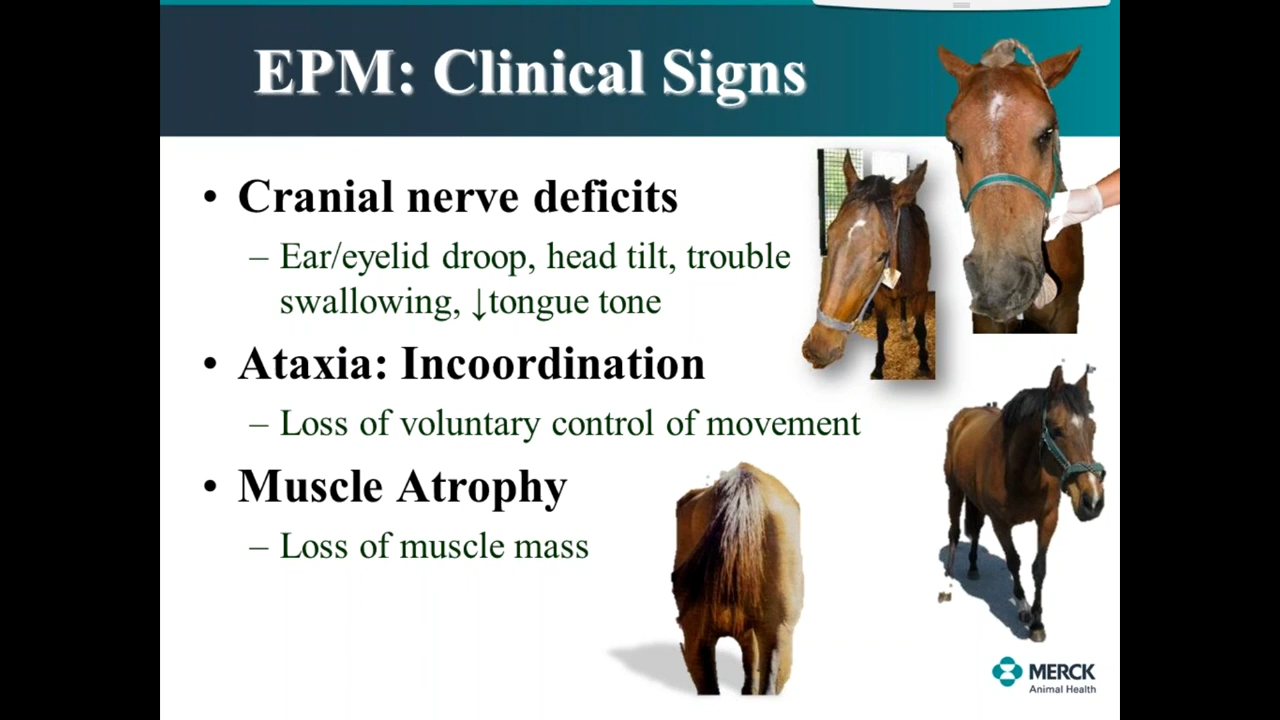 EPM: Clinical Signs
• Cranial nerve deficits
– Ear/eyelid droop, head tilt, trouble
swallowing, ↓tongue tone
• Ataxia: Incoordination
– Loss of voluntary control of movement
• Muscle Atrophy
– Loss of muscle mass
MERCK
Animal Health